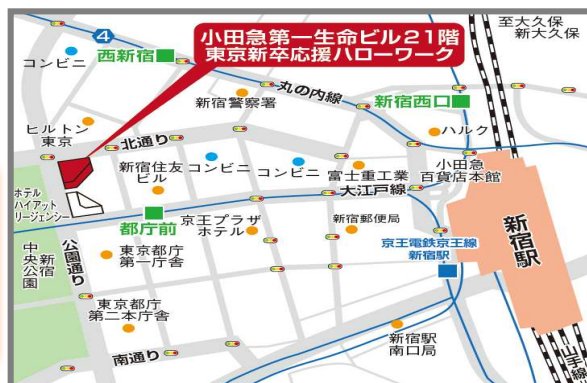 小田急第一生命ビル21階
東京新卒応援ハローワーク
至大久保
新大久保
4
コンビニ
西新宿
丸の内線
新宿警察署
新宿西口
ヒルトン
東京
北通り
ハルク
新宿住友
ビル
コンビニ
コンビニ
富士重工業
小田急
百貨店本館
大江戸線
ホテル
ハイアット
リージェンシー
都庁前
京王プラザ
ホテル
新宿郵便局
京王電鉄京王線
新宿駅
新宿駅
公園通り
新宿
中央公園
東京都庁
第一庁舎
東京都庁
第二本庁舎
南通り
新宿駅
南口局
山手線